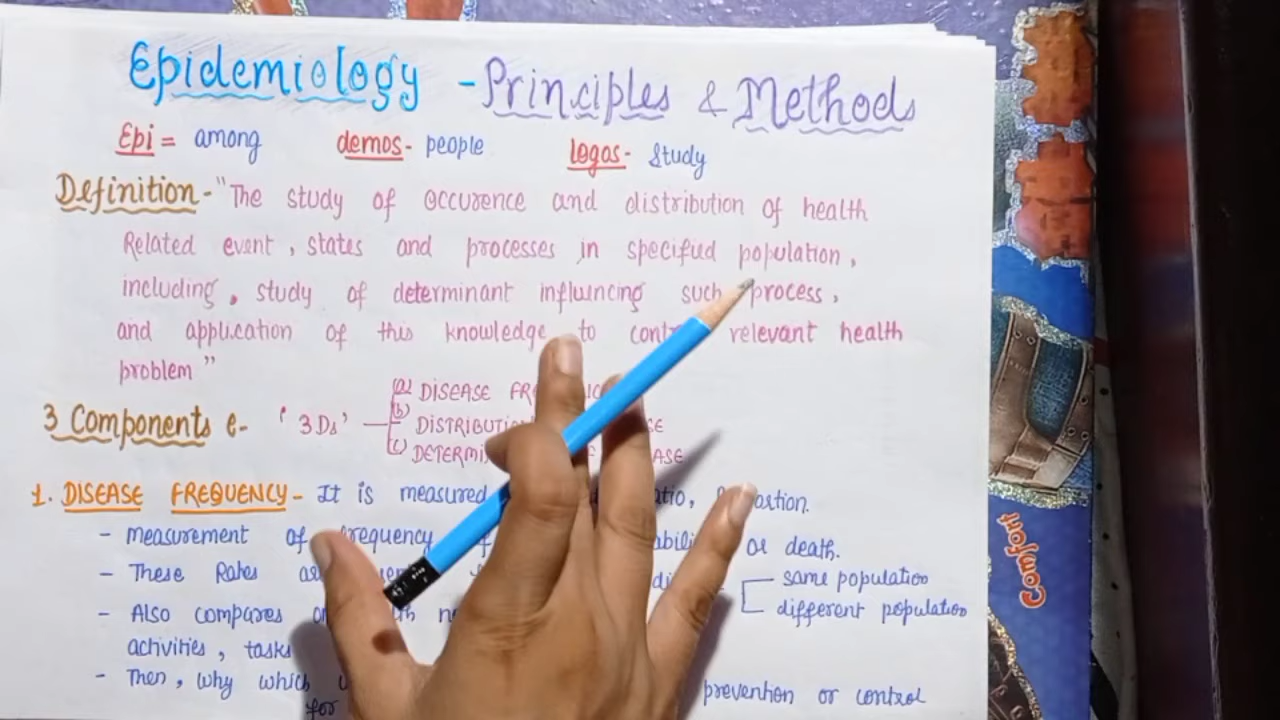 Epidemiology - Principles & Methods
Epi = among demos - people logos - Study
Definition - "The study of occurence and distribution of health
Related event, states and processes in specified population,
including, study of determinant influencing such process,
and application of this knowledge to relevant health
problem"
(a) DISEASE
3 Components '3Ds' (b)
(c)
1. DISEASE FREQUENCY - It is measured
- Measurement of frequency or death.
- These Rates same population
- Also compares different population
activities, tasks
- Then, why which prevention or control
for
Comfort